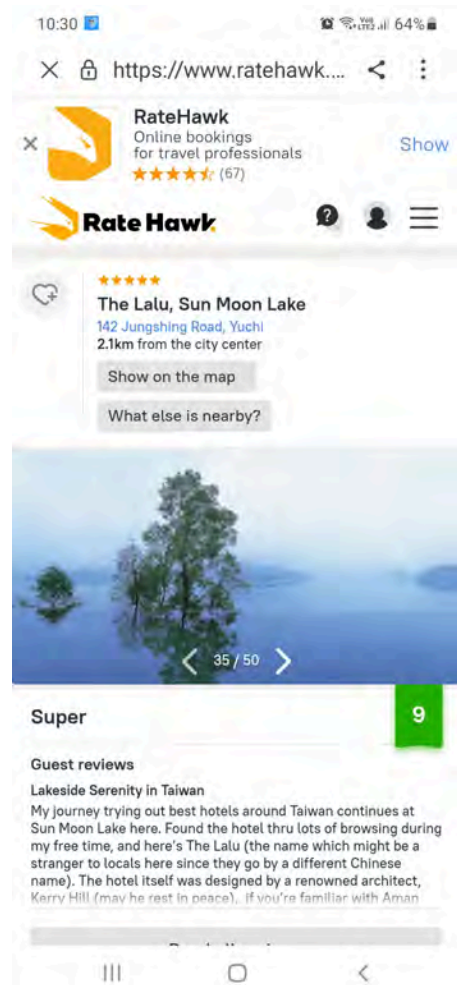 10:30 64%
https://www.ratehawk....
RateHawk
Online bookings
for travel professionals
(67)
Show
Rate Hawk.
The Lalu, Sun Moon Lake
142 Jungshing Road, Yuchi
2.1km from the city center
Show on the map
What else is nearby?
35 / 50
Super 9
Guest reviews
Lakeside Serenity in Taiwan
My journey trying out best hotels around Taiwan continues at
Sun Moon Lake here. Found the hotel thru lots of browsing during
my free time, and here's The Lalu (the name which might be a
stranger to locals here since they go by a different Chinese
name). The hotel itself was designed by a renowned architect,
Kerry Hill (may he rest in peace), if you're familiar with Aman